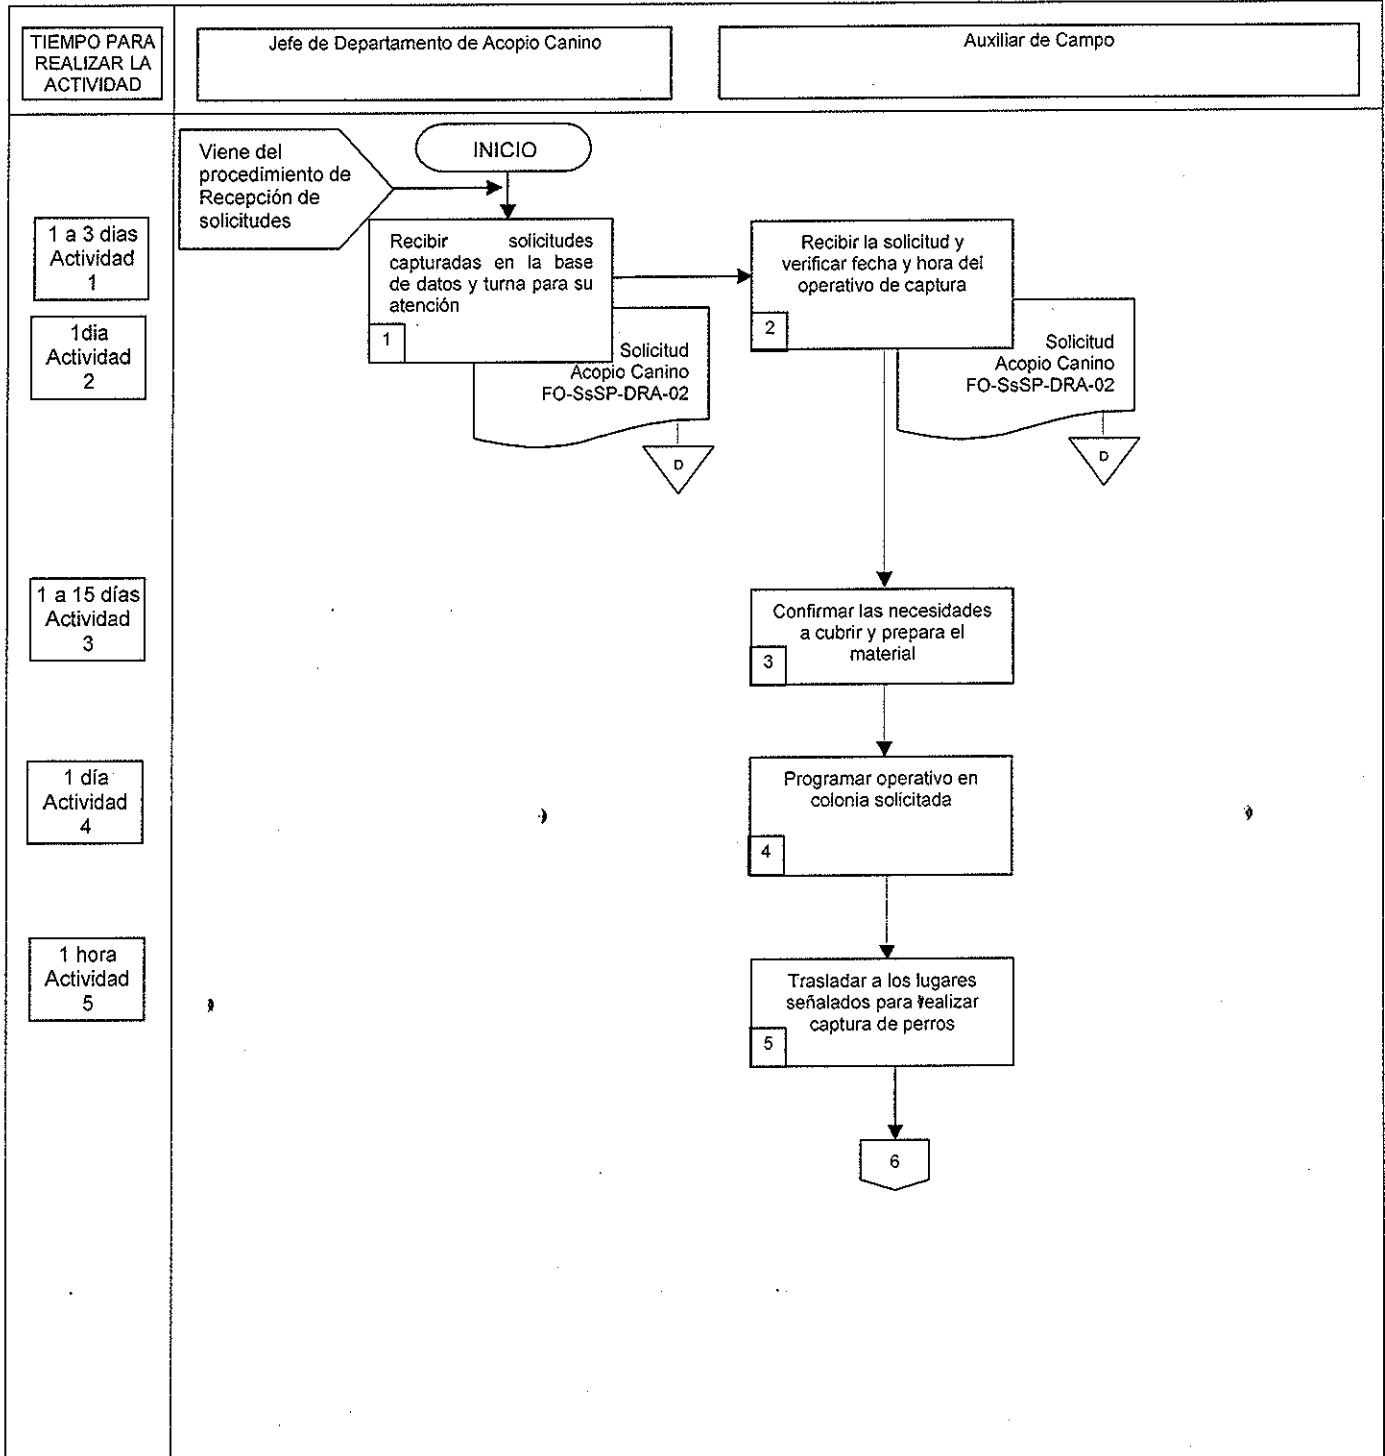 TIEMPO PARA
REALIZAR LA
ACTIVIDAD
Jefe de Departamento de Acopio Canino
Auxiliar de Campo
Viene del
procedimiento de
Recepción de
solicitudes
INICIO
1 a 3 dias
Actividad
1
Recibir solicitudes
capturadas en la base
de datos y turna para su
atención
1
Recibir la solicitud y
verificar fecha y hora del
operativo de captura
2
1dia
Actividad
2
Solicitud
Acopio Canino
FO-SsSP-DRA-02
D
Solicitud
Acopio Canino
FO-SsSP-DRA-02
D
1 a 15 días
Actividad
3
Confirmar las necesidades
a cubrir y prepara el
material
3
1 día
Actividad
4
Programar operativo en
colonia solicitada
4
1 hora
Actividad
5
Trasladar a los lugares
señalados para realizar
captura de perros
5
6